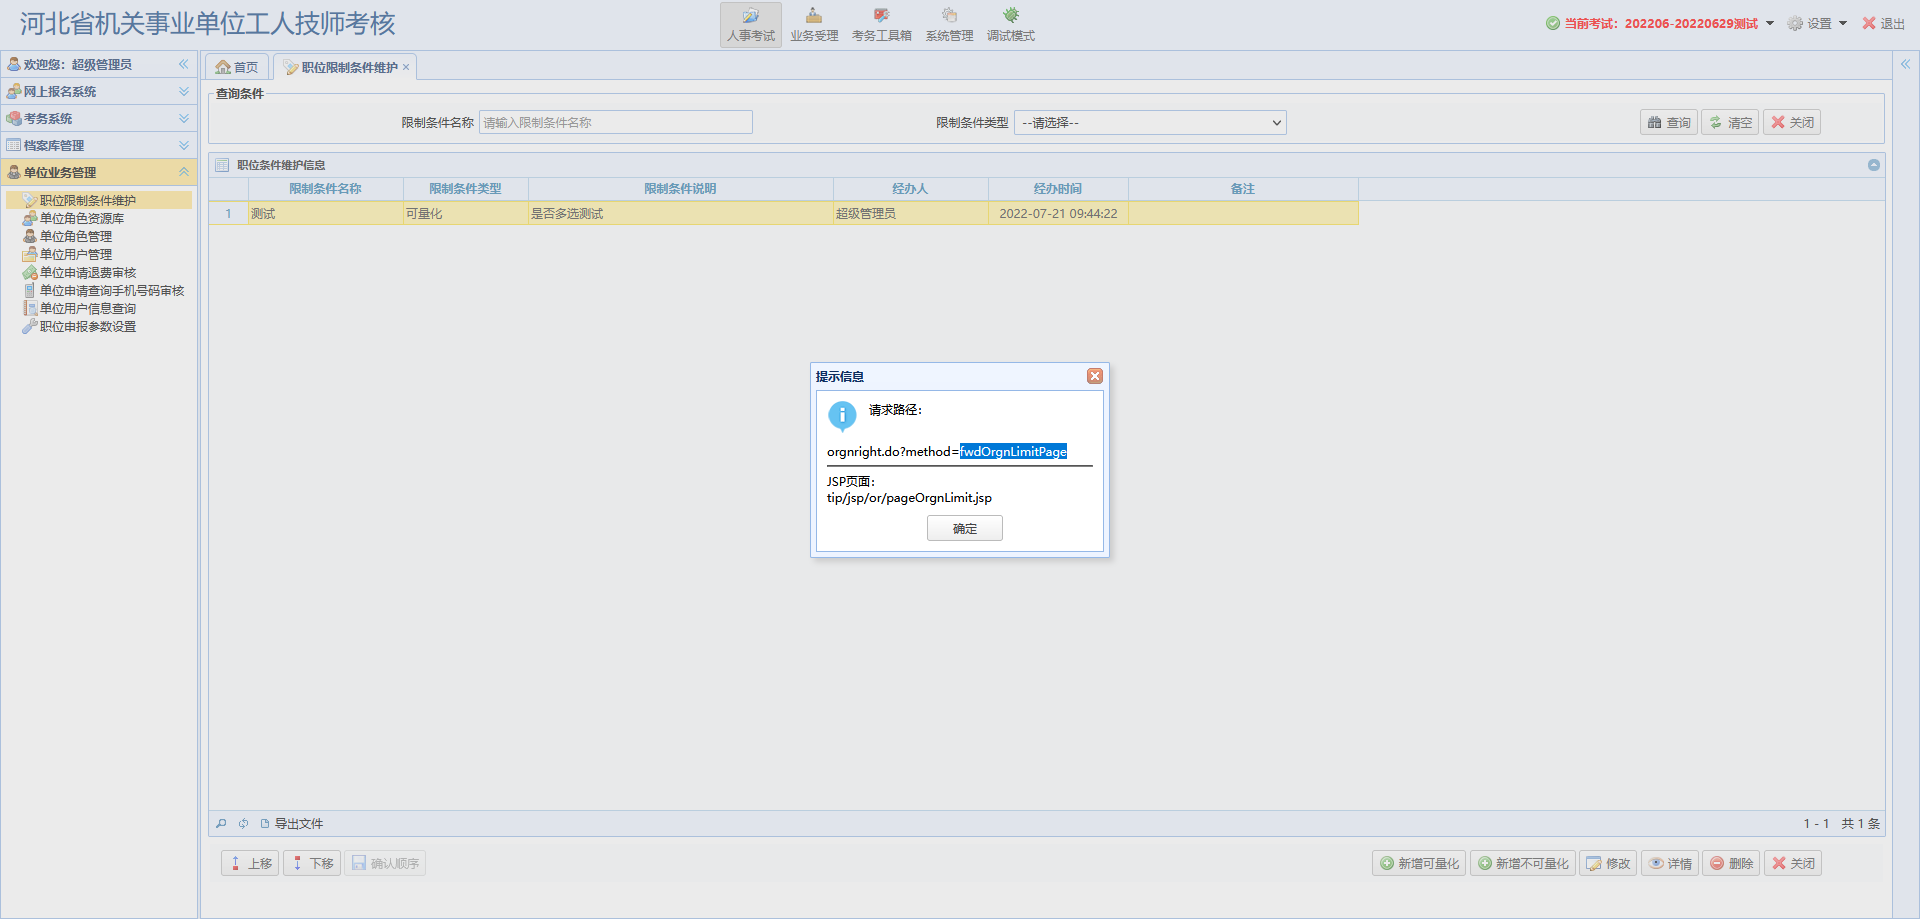 河北省机关事业单位工人技师考核
人事考试
业务受理
考务工具箱
系统管理
调试模式
当前考试：202206-20220629测试
设置
退出
欢迎您：超级管理员
网上报名系统
考务系统
档案库管理
单位业务管理
职位限制条件维护
单位角色资源库
单位角色管理
单位用户管理
单位申请退费审核
单位申请查询手机号码审核
单位用户信息查询
职位申报参数设置
首页
职位限制条件维护
查询条件
限制条件名称
请输入限制条件名称
限制条件类型
--请选择--
查询
清空
关闭
职位条件维护信息
限制条件名称 限制条件类型 限制条件说明 经办人 经办时间 备注
1 测试 可量化 是否多选测试 超级管理员 2022-07-21 09:44:22
提示信息
请求路径：
orgnright.do?method=fwdOrgnLimitPage
JSP页面：
tip/jsp/or/pageOrgnLimit.jsp
确定
导出文件
1 - 1 共 1 条
上移
下移
确认顺序
新增可量化
新增不可量化
修改
详情
删除
关闭